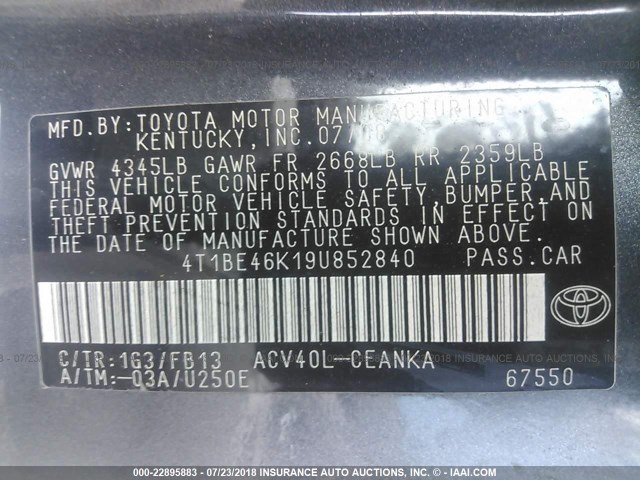 MFD.BY:TOYOTA MOTOR MANUFACTURING
KENTUCKY,INC.07/
GVWR 4345LB GAWR FR 2668LB RR 2359LB
THIS VEHICLE CONFORMS TO ALL APPLICABLE
FEDERAL MOTOR VEHICLE SAFETY,BUMPER,AND
THEFT PREVENTION STANDARDS IN EFFECT ON
THE DATE OF MANUFACTURE SHOWN ABOVE.
4T1BE46K19U852840 PASS.CAR
C/TR:1G3/FB13 ACV40L-CEANKA
A/TM:-03A/U250E 67550
000-22895883 - 07/23/2018 - INSURANCE AUTO AUCTIONS - © - IAAI.COM